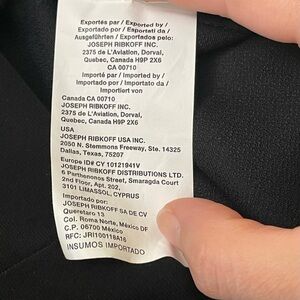 Exportés par / Exported by /
Exportado por / Esportati da /
Ausgeführten / Exportados pelo:
JOSEPH RIBKOFF INC.
2375 de L'Aviation, Dorval,
Quebec, Canada H9P 2X6
CA 00710
Importé par / Imported by /
Importado por / Importato da /
Importiert von
Canada CA 00710
JOSEPH RIBKOFF INC.
2375 de L'Aviation, Dorval,
Quebec, Canada H9P 2X6
USA
JOSEPH RIBKOFF USA INC.
2050 N. Stemmons Freeway, Ste. 14325
Dallas, Texas, 75207
Europe ID# CY 10121941V
JOSEPH RIBKOFF DISTRIBUTIONS LTD.
6 Parthenonos Street, Smaragda Court
2nd Floor, Apt. 202,
3101 LIMASSOL, CYPRUS
Importado por:
JOSEPH RIBKOFF SA DE CV
Queretaro 13
Col. Roma Norte, México DF
C.P. 06700 México
RFC: JRI100118A16
INSUMOS IMPORTADO